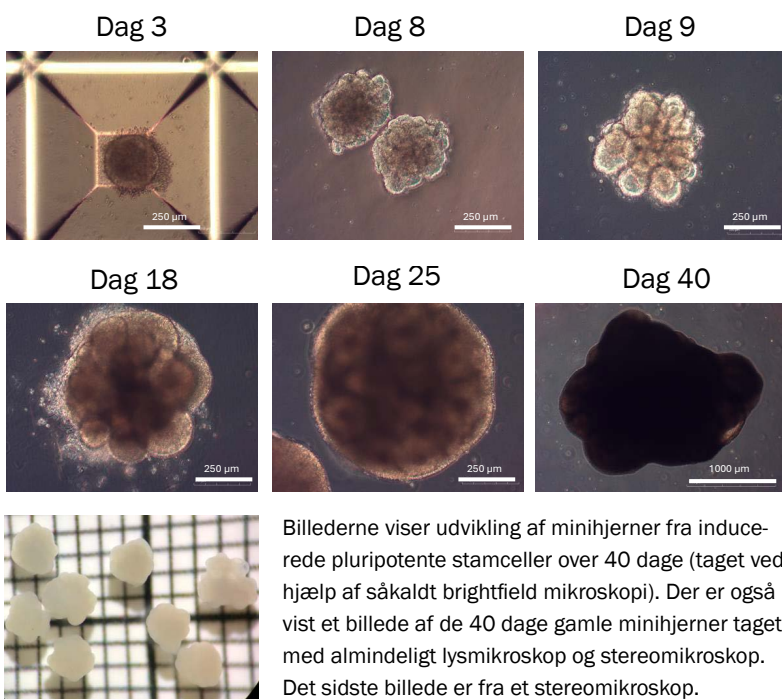 Dag 3
Dag 8
Dag 9
250 µm
250 µm
250 µm
Dag 18
Dag 25
Dag 40
250 µm
250 µm
1000 µm
Billederne viser udvikling af minihjerner fra induce-
rede pluripotente stamceller over 40 dage (taget ved
hjælp af såkaldt brightfield mikroskopi). Der er også
vist et billede af de 40 dage gamle minihjerner taget
med almindeligt lysmikroskop og stereomikroskop.
Det sidste billede er fra et stereomikroskop.